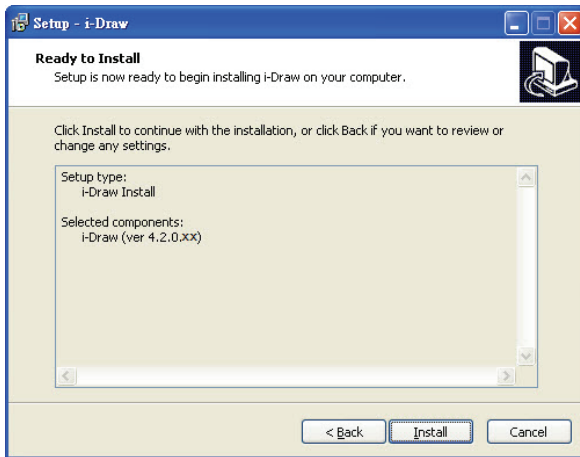 Setup - i-Draw
Ready to Install
Setup is now ready to begin installing i-Draw on your computer.
Click Install to continue with the installation, or click Back if you want to review or
change any settings.
Setup type:
i-Draw Install
Selected components:
i-Draw (ver 4.2.0.xx)
< Back
Install
Cancel